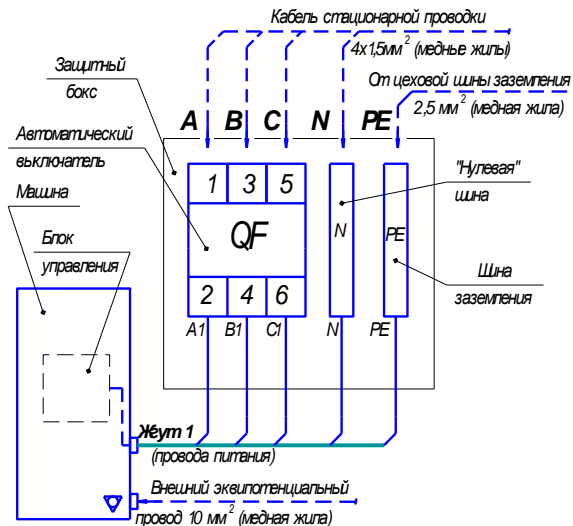 Кабель стационарной проводки
4х1,5мм² (медные жилы)
От цеховой шины заземления
2,5 мм² (медная жила)
Защитный
бокс
A B C N PE
Автоматический
выключатель
"Нулевая"
шина
1 3 5
Машина
QF
N
PE
Блок
управления
Шина
заземления
2 4 6
A1 B1 C1 N PE
Жгут 1
(провода питания)
Внешний эквипотенциальный
провод 10 мм² (медная жила)